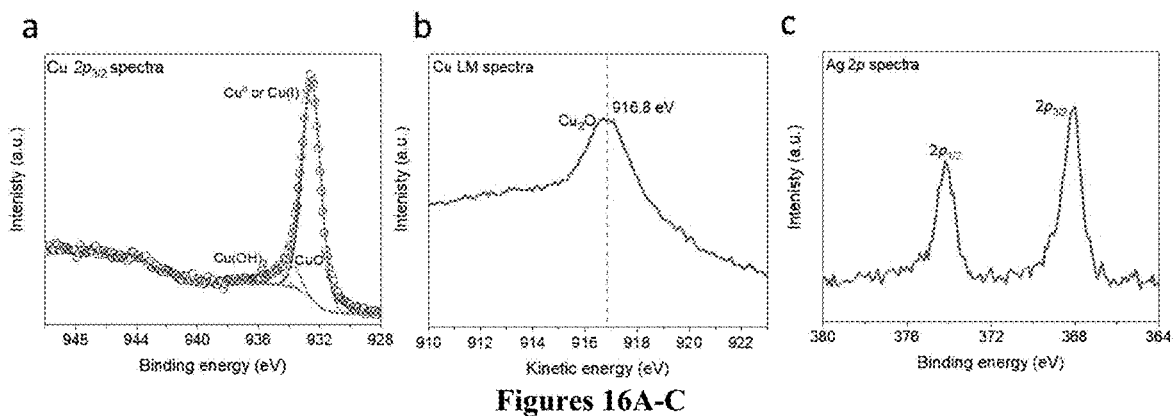 a
Cu 2p3/2 spectra
Cu⁰ or Cu(I)
Cu(OH)2
CuO
Intenisty (a.u.)
948 944 940 936 932 928
Binding energy (eV)
b
Cu LM spectra
916.8 eV
Cu2O
Intenisty (a.u.)
910 912 914 916 918 920 922
Kinetic energy (eV)
c
Ag 2p spectra
2p3/2
2p3/2
Intenisty (a.u.)
380 376 372 368 364
Binding energy (eV)
Figures 16A-C